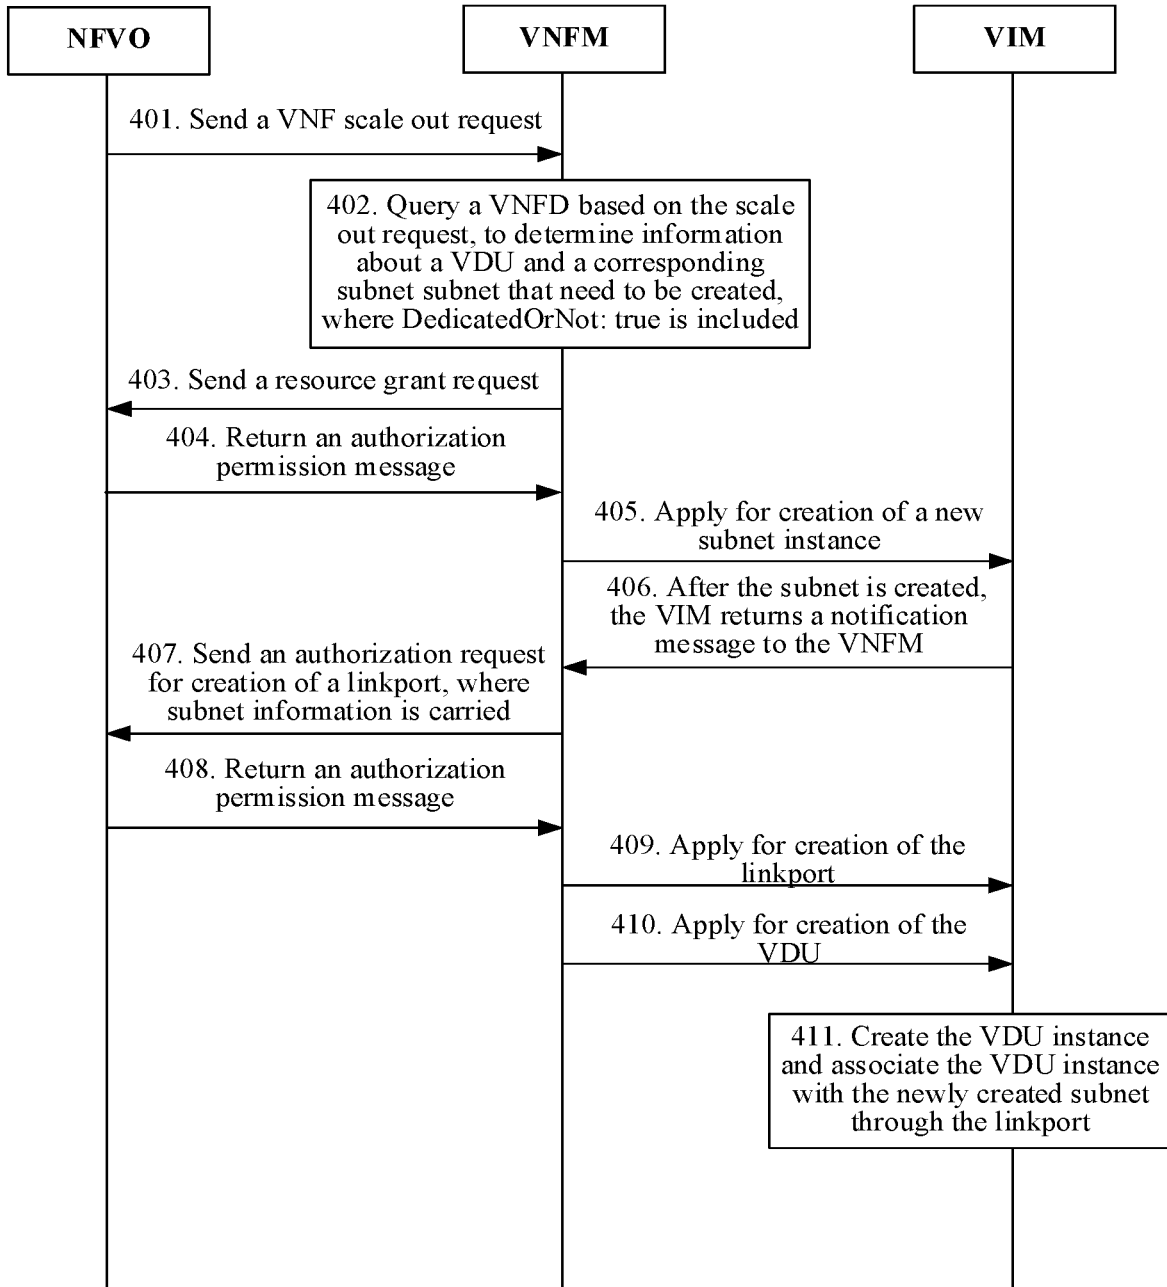 NFVO
VNFM
VIM
401. Send a VNF scale out request
402. Query a VNFD based on the scale
out request, to determine information
about a VDU and a corresponding
subnet subnet that need to be created,
where DedicatedOrNot: true is included
403. Send a resource grant request
404. Return an authorization
permission message
405. Apply for creation of a new
subnet instance
406. After the subnet is created,
the VIM returns a notification
message to the VNFM
407. Send an authorization request
for creation of a linkport, where
subnet information is carried
408. Return an authorization
permission message
409. Apply for creation of the
linkport
410. Apply for creation of the
VDU
411. Create the VDU instance
and associate the VDU instance
with the newly created subnet
through the linkport